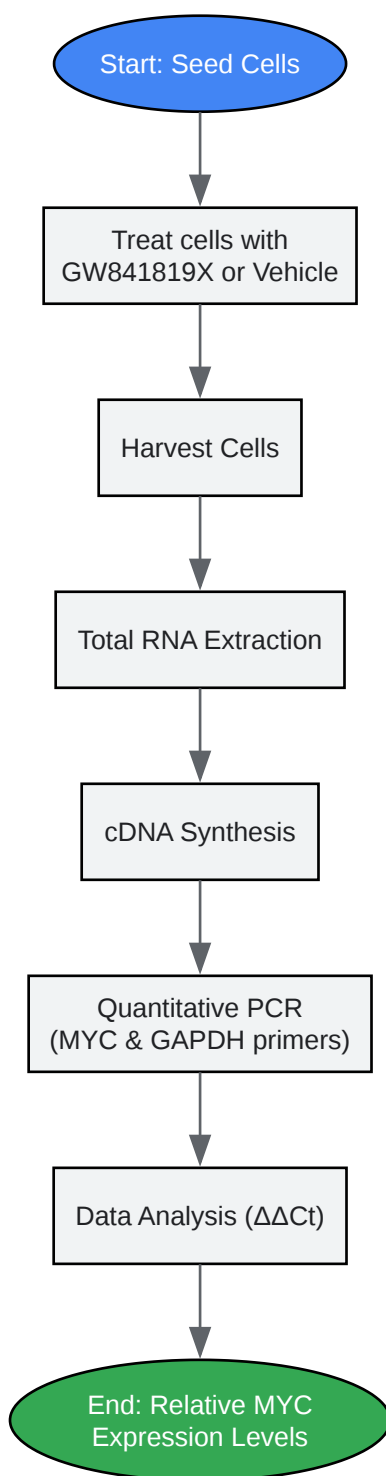 Start: Seed Cells
Treat cells with
GW841819X or Vehicle
Harvest Cells
Total RNA Extraction
cDNA Synthesis
Quantitative PCR
(MYC & GAPDH primers)
Data Analysis (ΔΔCt)
End: Relative MYC
Expression Levels